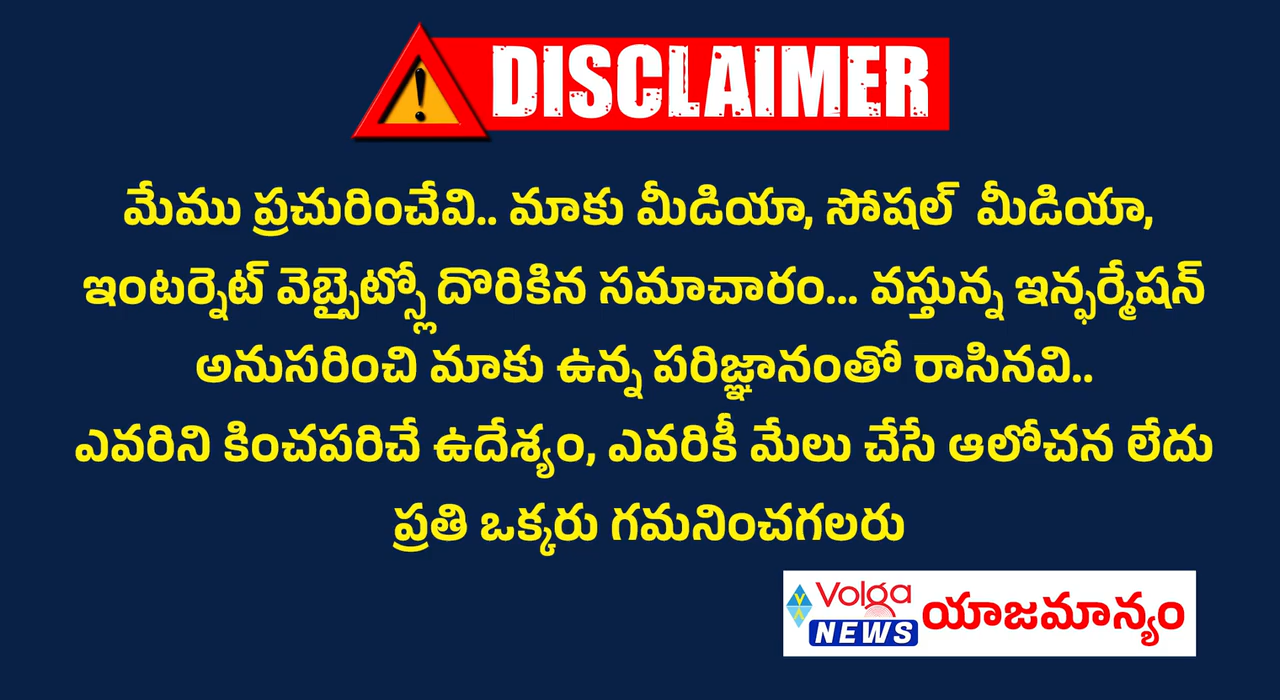 DISCLAIMER
మేము ప్రచురించేవి.. మాకు మీడియా, సోషల్ మీడియా,
ఇంటర్నెట్ వెబ్సైట్స్లో దొరికిన సమాచారం... వస్తున్న ఇన్ఫర్మేషన్
అనుసరించి మాకు ఉన్న పరిజ్ఞానంతో రాసినవి..
ఎవరిని కించపరిచే ఉదేశ్యం, ఎవరికీ మేలు చేసే ఆలోచన లేదు
ప్రతి ఒక్కరు గమనించగలరు
Volga
NEWS యాజమాన్యం